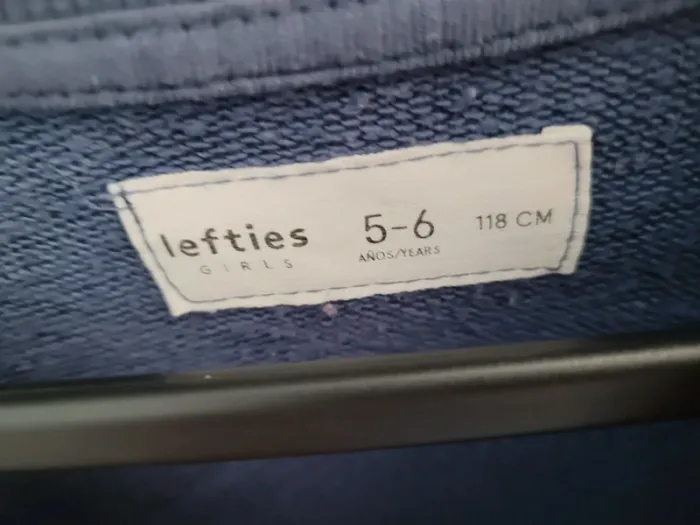 lefties
GIRLS
5-6
AÑOS/YEARS
118 CM